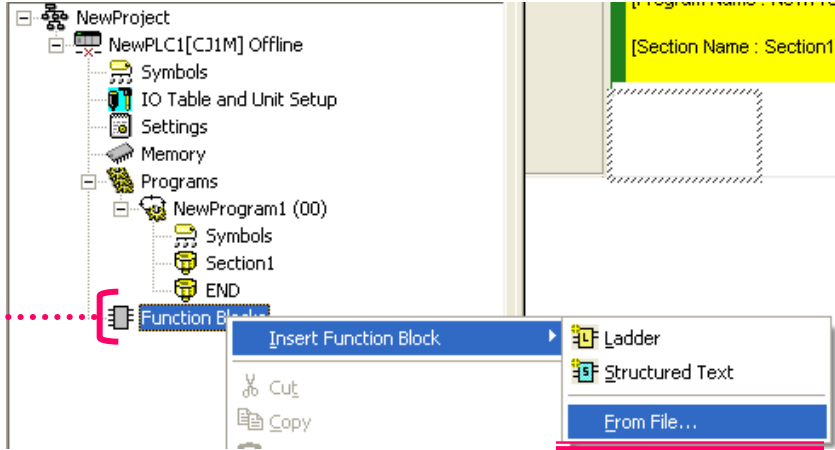 NewProject
NewPLC1[CJ1M] Offline
Symbols
IO Table and Unit Setup
Settings
Memory
Programs
NewProgram1 (00)
Symbols
Section1
END
Function
[Section Name : Section1
Insert Function Block
Cut
Copy
Ladder
Structured Text
From File...